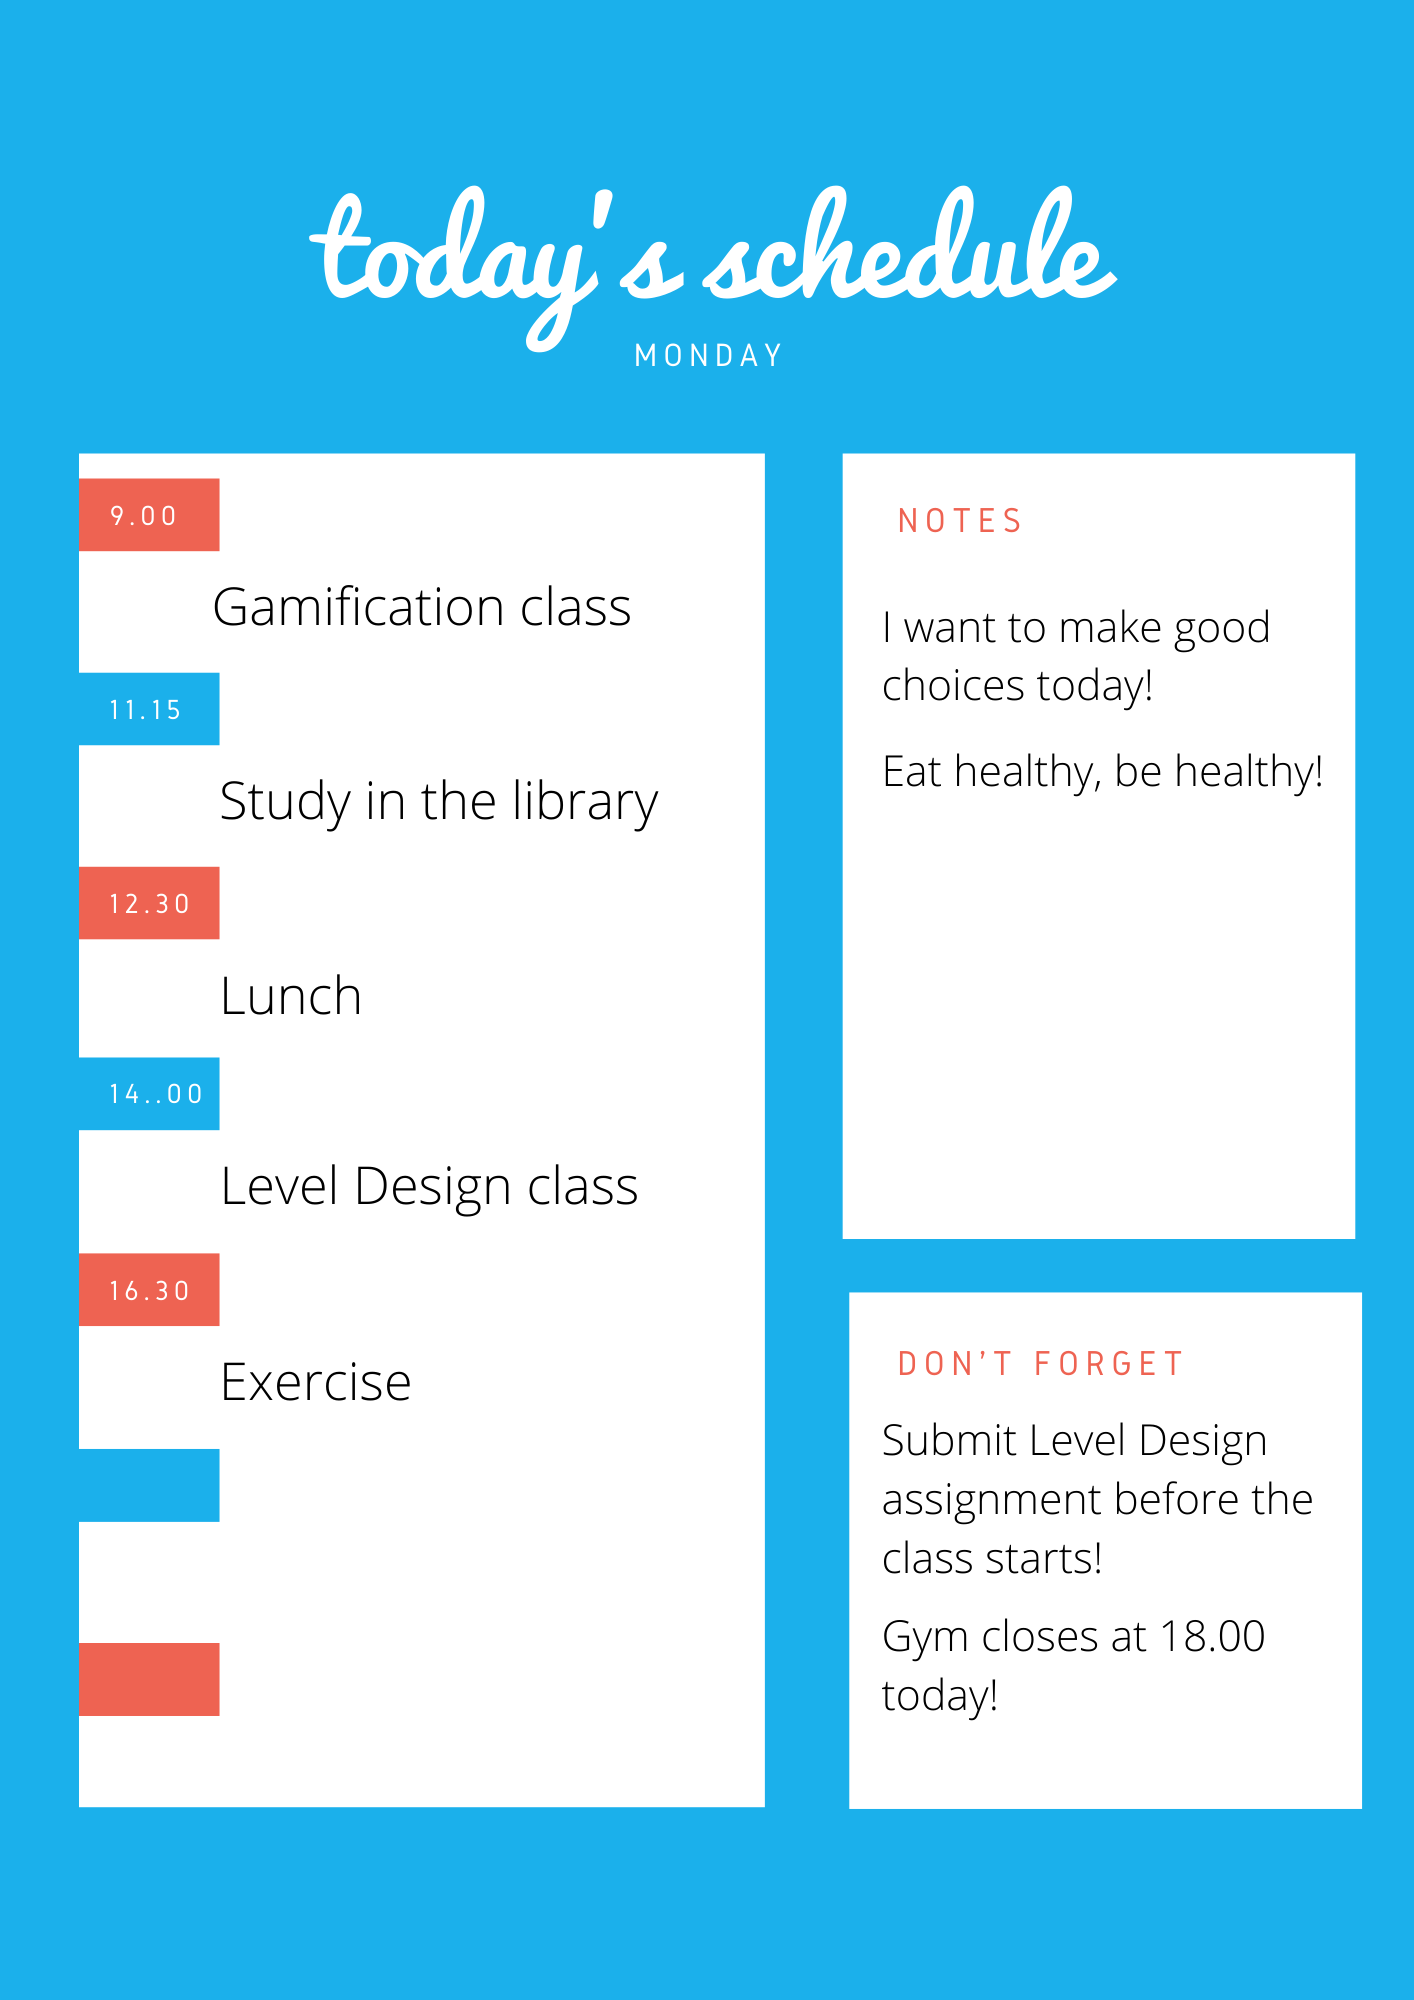 today's schedule
MONDAY
9.00
Gamification class
11.15
Study in the library
12.30
Lunch
14..00
Level Design class
16.30
Exercise
NOTES
I want to make good
choices today!
Eat healthy, be healthy!
DON’T FORGET
Submit Level Design
assignment before the
class starts!
Gym closes at 18.00
today!